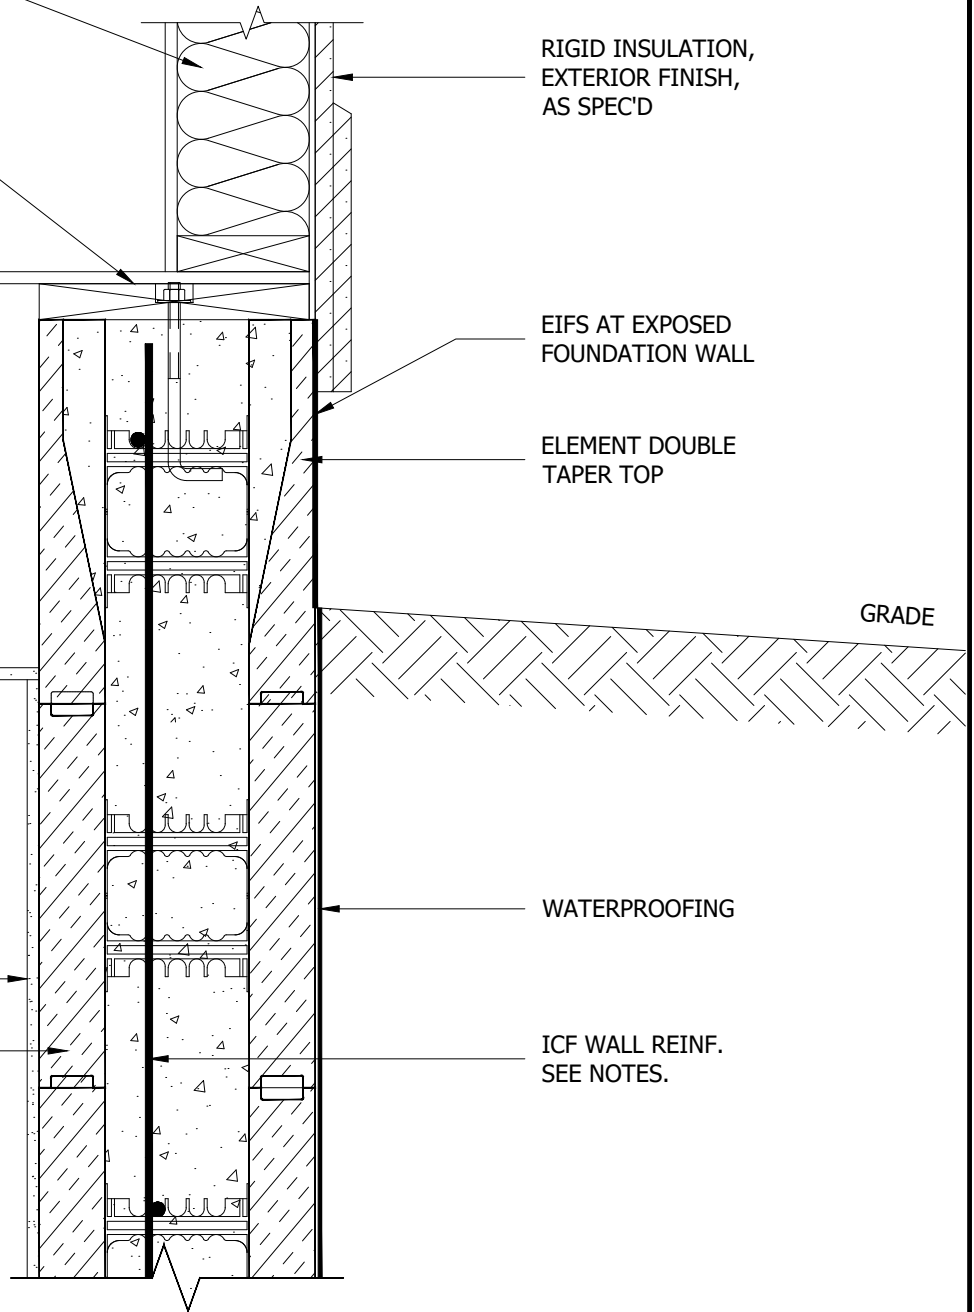 RIGID INSULATION,
EXTERIOR FINISH,
AS SPEC'D
EIFS AT EXPOSED
FOUNDATION WALL
ELEMENT DOUBLE
TAPER TOP
GRADE
WATERPROOFING
ICF WALL REINF.
SEE NOTES.